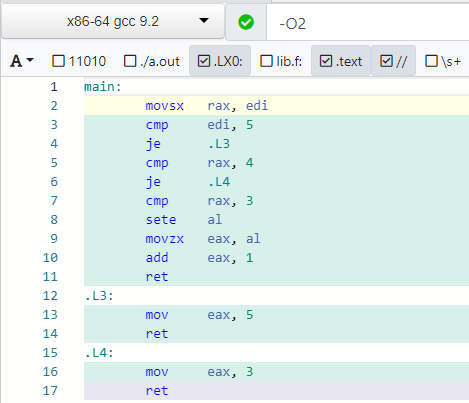 x86-64 gcc 9.2 -O2
A 11010 ./a.out .LX0: lib.f: .text // \s+
1 main:
2 movsx rax, edi
3 cmp edi, 5
4 je .L3
5 cmp rax, 4
6 je .L4
7 cmp rax, 3
8 sete al
9 movzx eax, al
10 add eax, 1
11 ret
12 .L3:
13 mov eax, 5
14 ret
15 .L4:
16 mov eax, 3
17 ret